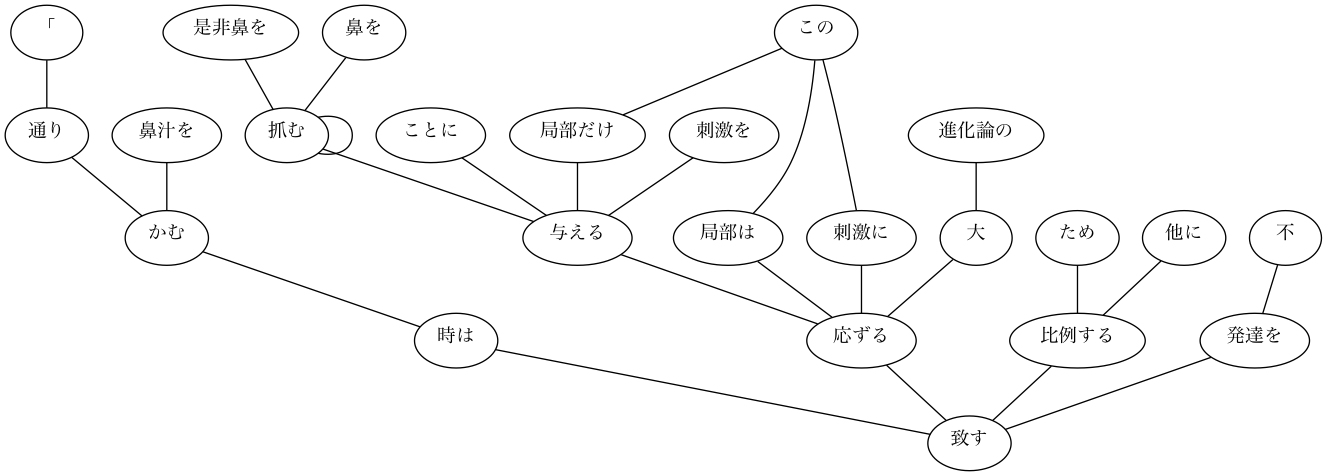 「
是非鼻を
鼻を
この
通り
鼻汁を
抓む
ことに
局部だけ
刺激を
進化論の
かむ
与える
局部は
刺激に
大
ため
他に
不
時は
応ずる
比例する
発達を
致す